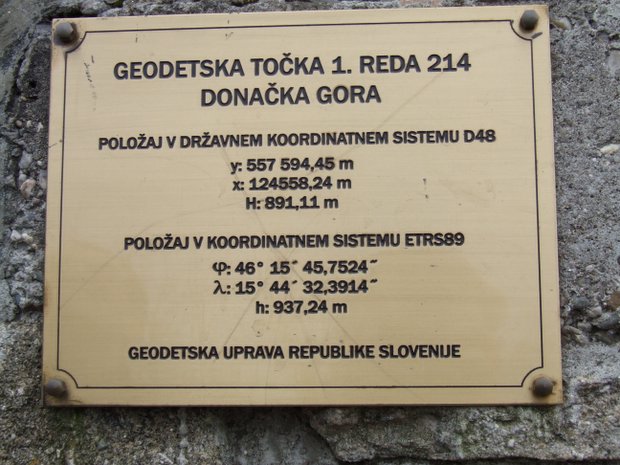 GEODETSKA TOČKA 1. REDA 214
DONAČKA GORA
POLOŽAJ V DRŽAVNEM KOORDINATNEM SISTEMU D48
y: 557 594,45 m
x: 124558,24 m
H: 891,11 m
POLOŽAJ V KOORDINATNEM SISTEMU ETRS89
φ: 46° 15´ 45,7524˝
λ: 15° 44´ 32,3914˝
h: 937,24 m
GEODETSKA UPRAVA REPUBLIKE SLOVENIJE